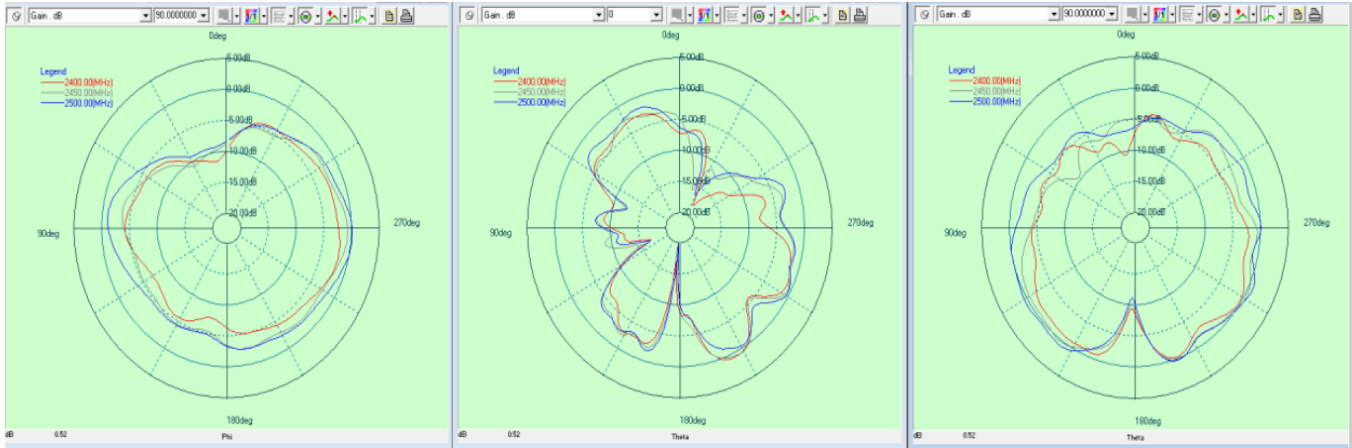 Gain . dB
90.0000000
0deg
5.00dB
0.00dB
5.00dB
10.00dB
15.00dB
20.00dB
Legend
2400.00(MHz)
2450.00(MHz)
2500.00(MHz)
90deg
270deg
180deg
dB
0.52
Phi
Gain . dB
0
0deg
5.00dB
0.00dB
5.00dB
10.00dB
15.00dB
20.00dB
Legend
2400.00(MHz)
2450.00(MHz)
2500.00(MHz)
90deg
270deg
180deg
dB
0.52
Theta
Gain . dB
90.0000000
0deg
5.00dB
0.00dB
5.00dB
10.00dB
15.00dB
20.00dB
Legend
2400.00(MHz)
2450.00(MHz)
2500.00(MHz)
90deg
270deg
180deg
dB
0.52
Theta